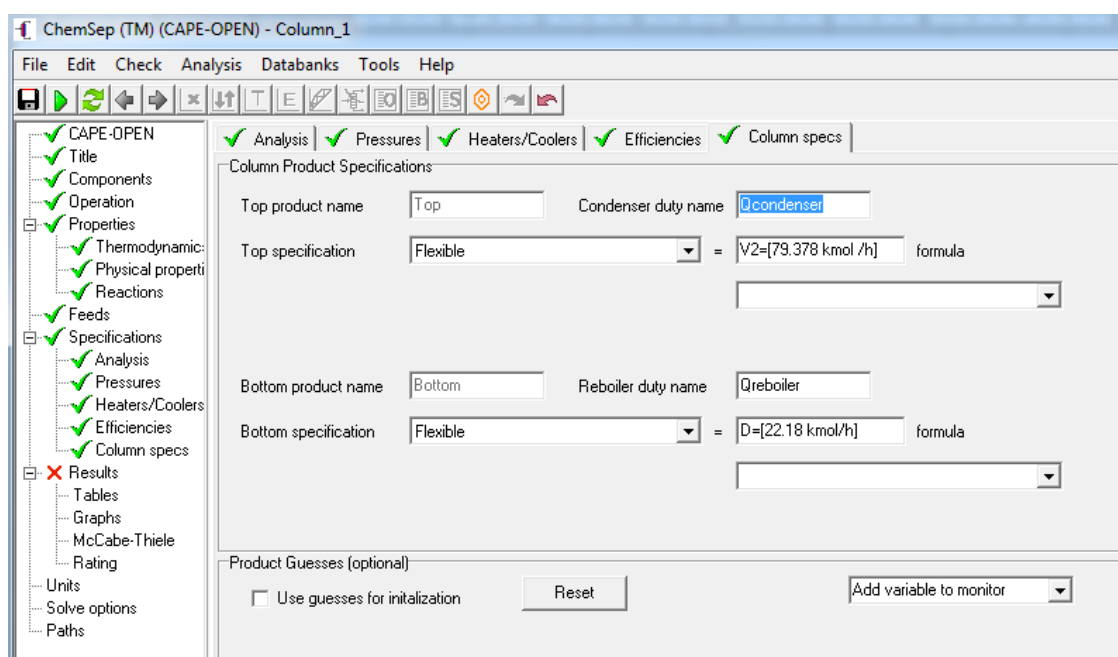 ChemSep (TM) (CAPE-OPEN) - Column_1
File Edit Check Analysis Databanks Tools Help
CAPE-OPEN
Title
Components
Operation
Properties
Thermodynamic:
Physical properti
Reactions
Feeds
Specifications
Analysis
Pressures
Heaters/Coolers
Efficiencies
Column specs
Results
Tables
Graphs
McCabe-Thiele
Rating
Units
Solve options
Paths
Analysis Pressures Heaters/Coolers Efficiencies Column specs
Column Product Specifications
Top product name Top Condenser duty name Qcondenser
Top specification Flexible = V2=[79.378 kmol /h] formula
Bottom product name Bottom Reboiler duty name Qreboiler
Bottom specification Flexible = D=[22.18 kmol/h] formula
Product Guesses (optional)
Use guesses for initalization Reset Add variable to monitor